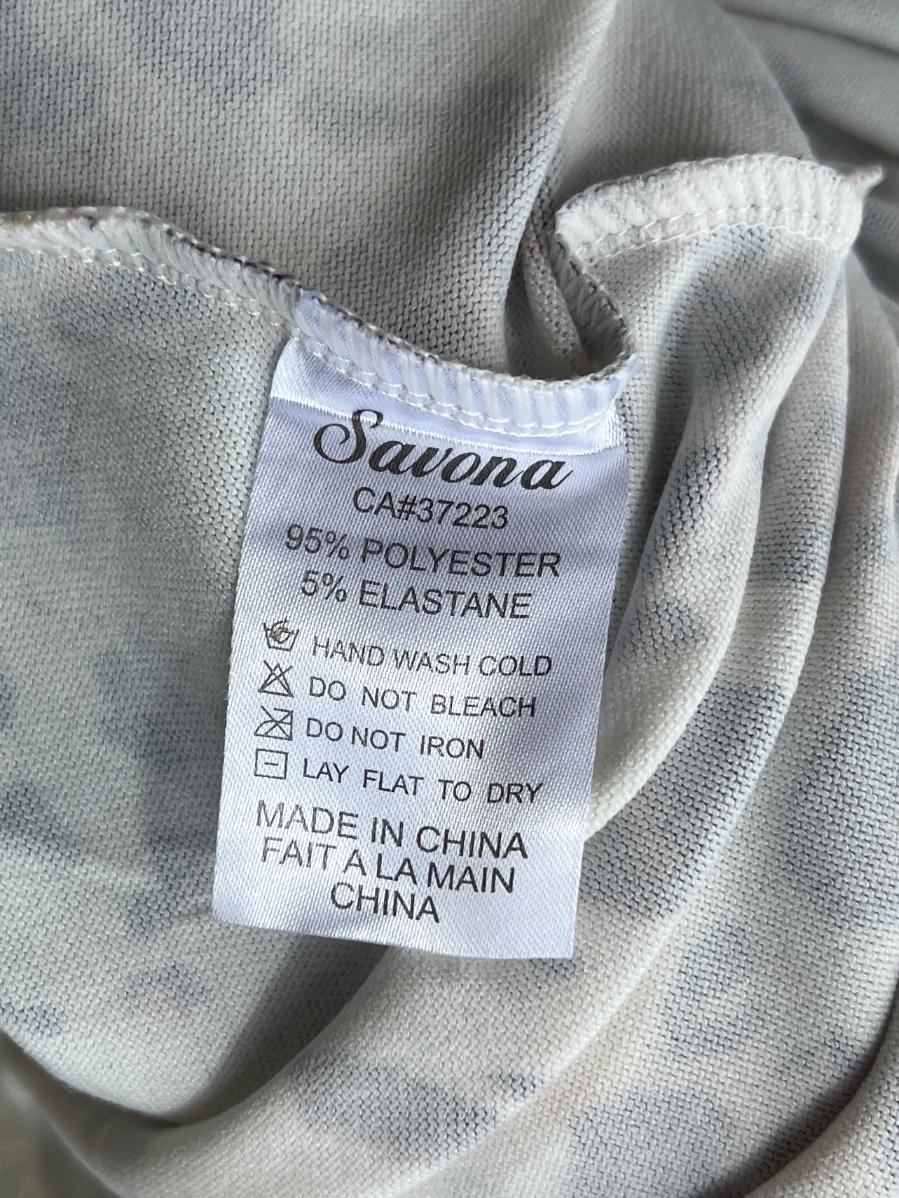 Savona
CA#37223
95% POLYESTER
5% ELASTANE
HAND WASH COLD
DO NOT BLEACH
DO NOT IRON
LAY FLAT TO DRY
MADE IN CHINA
FAIT A LA MAIN
CHINA